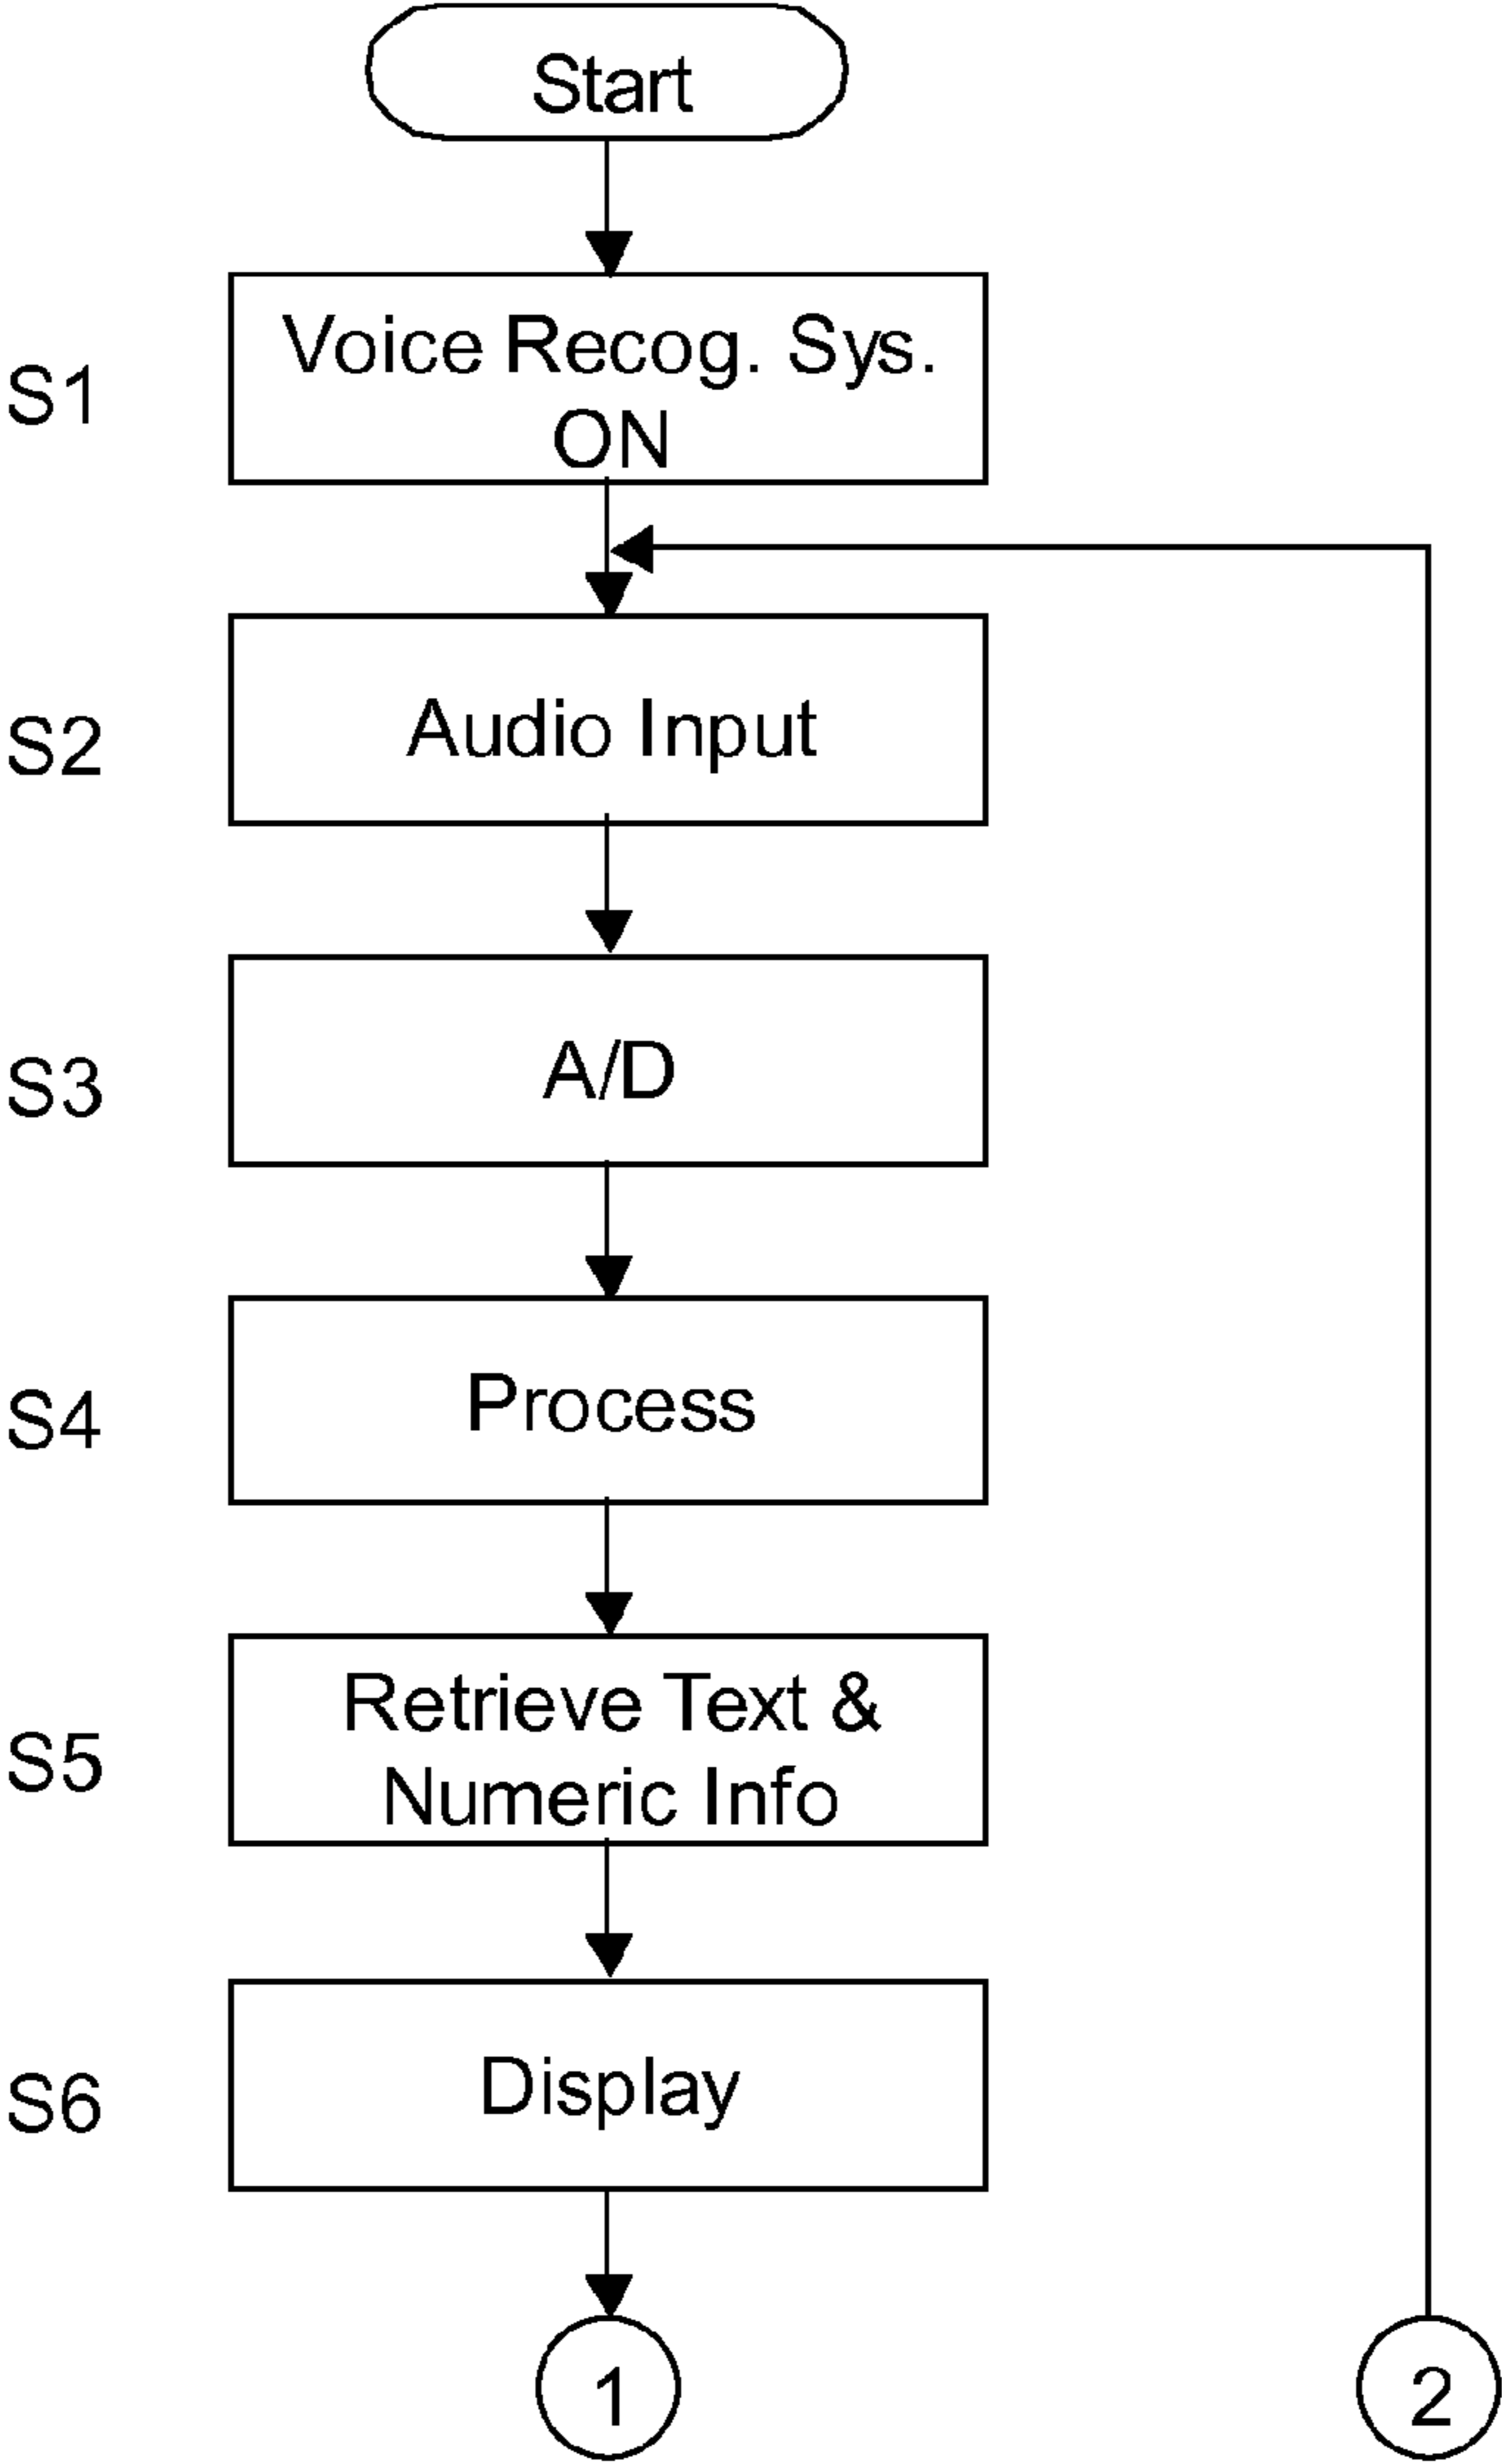 Start
S1
Voice Recog. Sys.
ON
S2
Audio Input
S3
A/D
S4
Process
S5
Retrieve Text &
Numeric Info
S6
Display
1
2